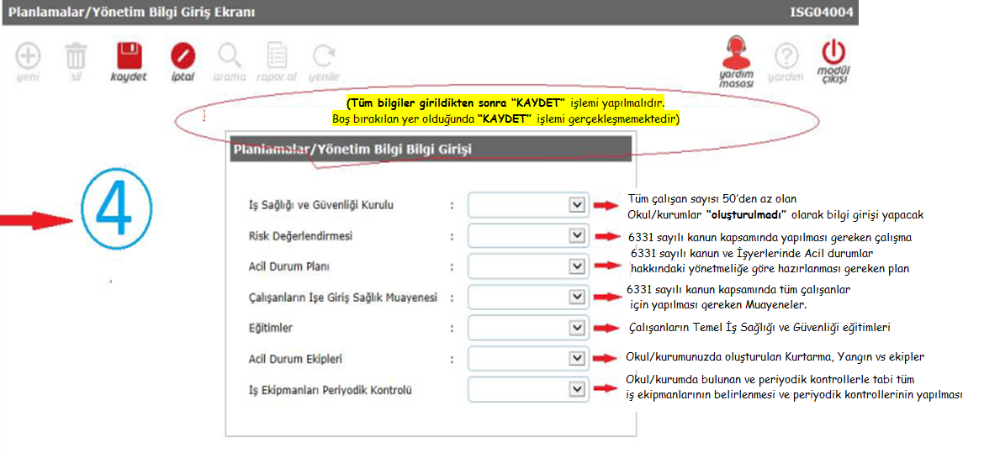 Planlamalar/Yönetim Bilgi Giriş Ekranı ISG04004
yeni sil kaydet iptal arama rapor al yenile yardım masası yardım modül çıkışı
(Tüm bilgiler girildikten sonra “KAYDET” işlemi yapılmalıdır.
Boş bırakılan yer olduğunda “KAYDET” işlemi gerçekleşmemektedir)
Planlamalar/Yönetim Bilgi Bilgi Girişi
4
İş Sağlığı ve Güvenliği Kurulu :
Tüm çalışan sayısı 50’den az olan
Okul/kurumlar “oluşturulmadı” olarak bilgi girişi yapacak
Risk Değerlendirmesi :
6331 sayılı kanun kapsamında yapılması gereken çalışma
Acil Durum Planı :
6331 sayılı kanun ve İşyerlerinde Acil durumlar
hakkındaki yönetmeliğe göre hazırlanması gereken plan
Çalışanların İşe Giriş Sağlık Muayenesi :
6331 sayılı kanun kapsamında tüm çalışanlar
için yapılması gereken Muayeneler.
Eğitimler :
Çalışanların Temel İş Sağlığı ve Güvenliği eğitimleri
Acil Durum Ekipleri :
Okul/kurumunuzda oluşturulan Kurtarma, Yangın vs ekipler
İş Ekipmanları Periyodik Kontrolü :
Okul/kurumda bulunan ve periyodik kontrollerle tabi tüm
iş ekipmanlarının belirlenmesi ve periyodik kontrollerinin yapılması